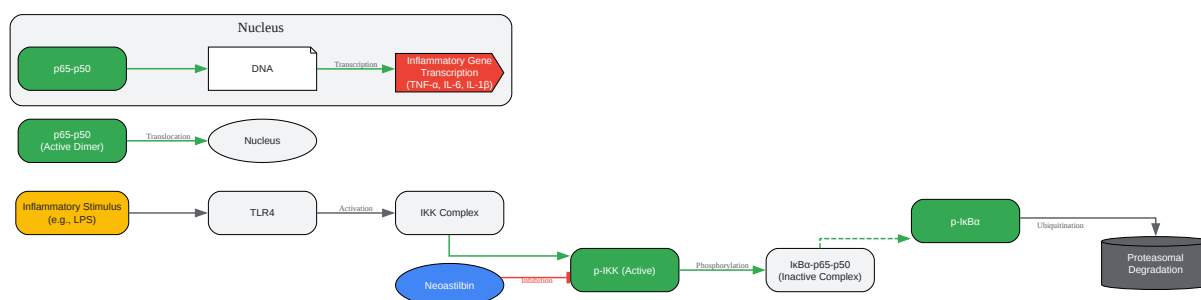 Nucleus
p65-p50
DNA
Transcription
Inflammatory Gene
Transcription
(TNF-α, IL-6, IL-1β)
p65-p50
(Active Dimer)
Translocation
Nucleus
Inflammatory Stimulus
(e.g., LPS)
TLR4
Activation
IKK Complex
p-IκBα
Ubiquitination
Proteasomal
Degradation
Neoastilbin
Inhibition
p-IKK (Active)
Phosphorylation
IκBα-p65-p50
(Inactive Complex)